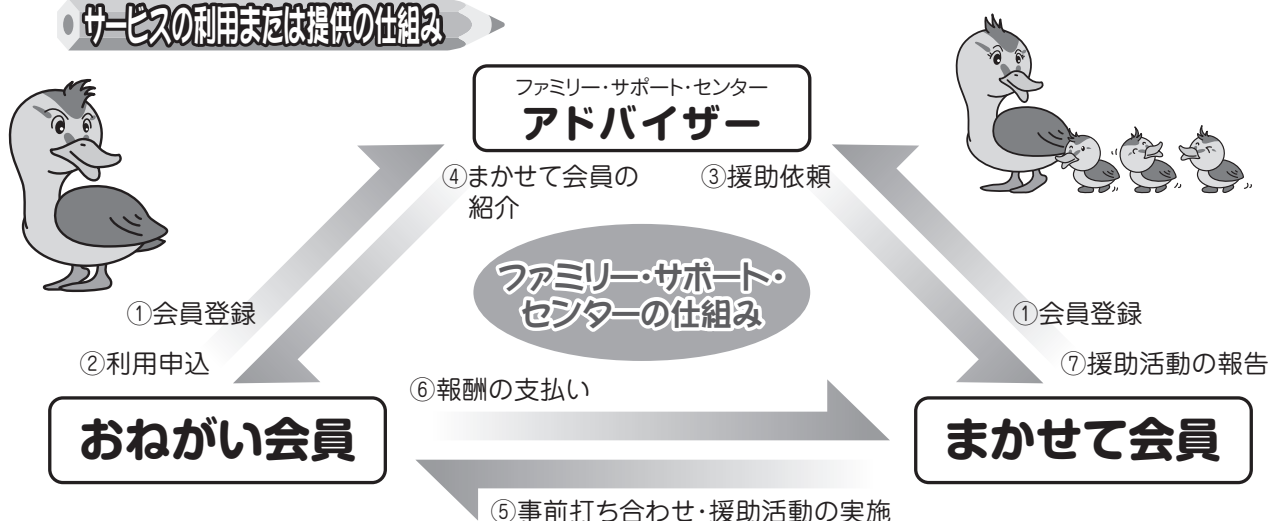 サービスの利用または提供の仕組み
ファミリー・サポート・センター
アドバイザー
④まかせて会員の
紹介
③援助依頼
ファミリー・サポート・
センターの仕組み
①会員登録
②利用申込
①会員登録
⑦援助活動の報告
⑥報酬の支払い
おねがい会員
まかせて会員
⑤事前打ち合わせ・援助活動の実施